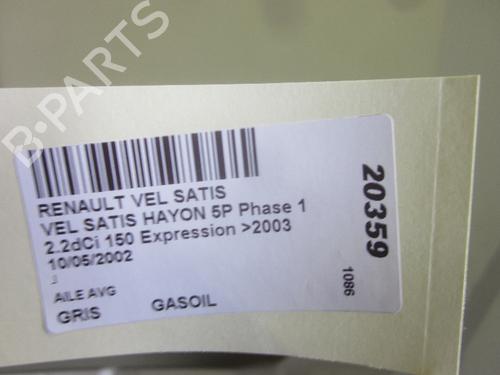 B-PARTS
RENAULT VEL SATIS
VEL SATIS HAYON 5P Phase 1
2.2dCi 150 Expression >2003
10/05/2002
J
AILE AVG
GRIS GASOIL
20359
1086